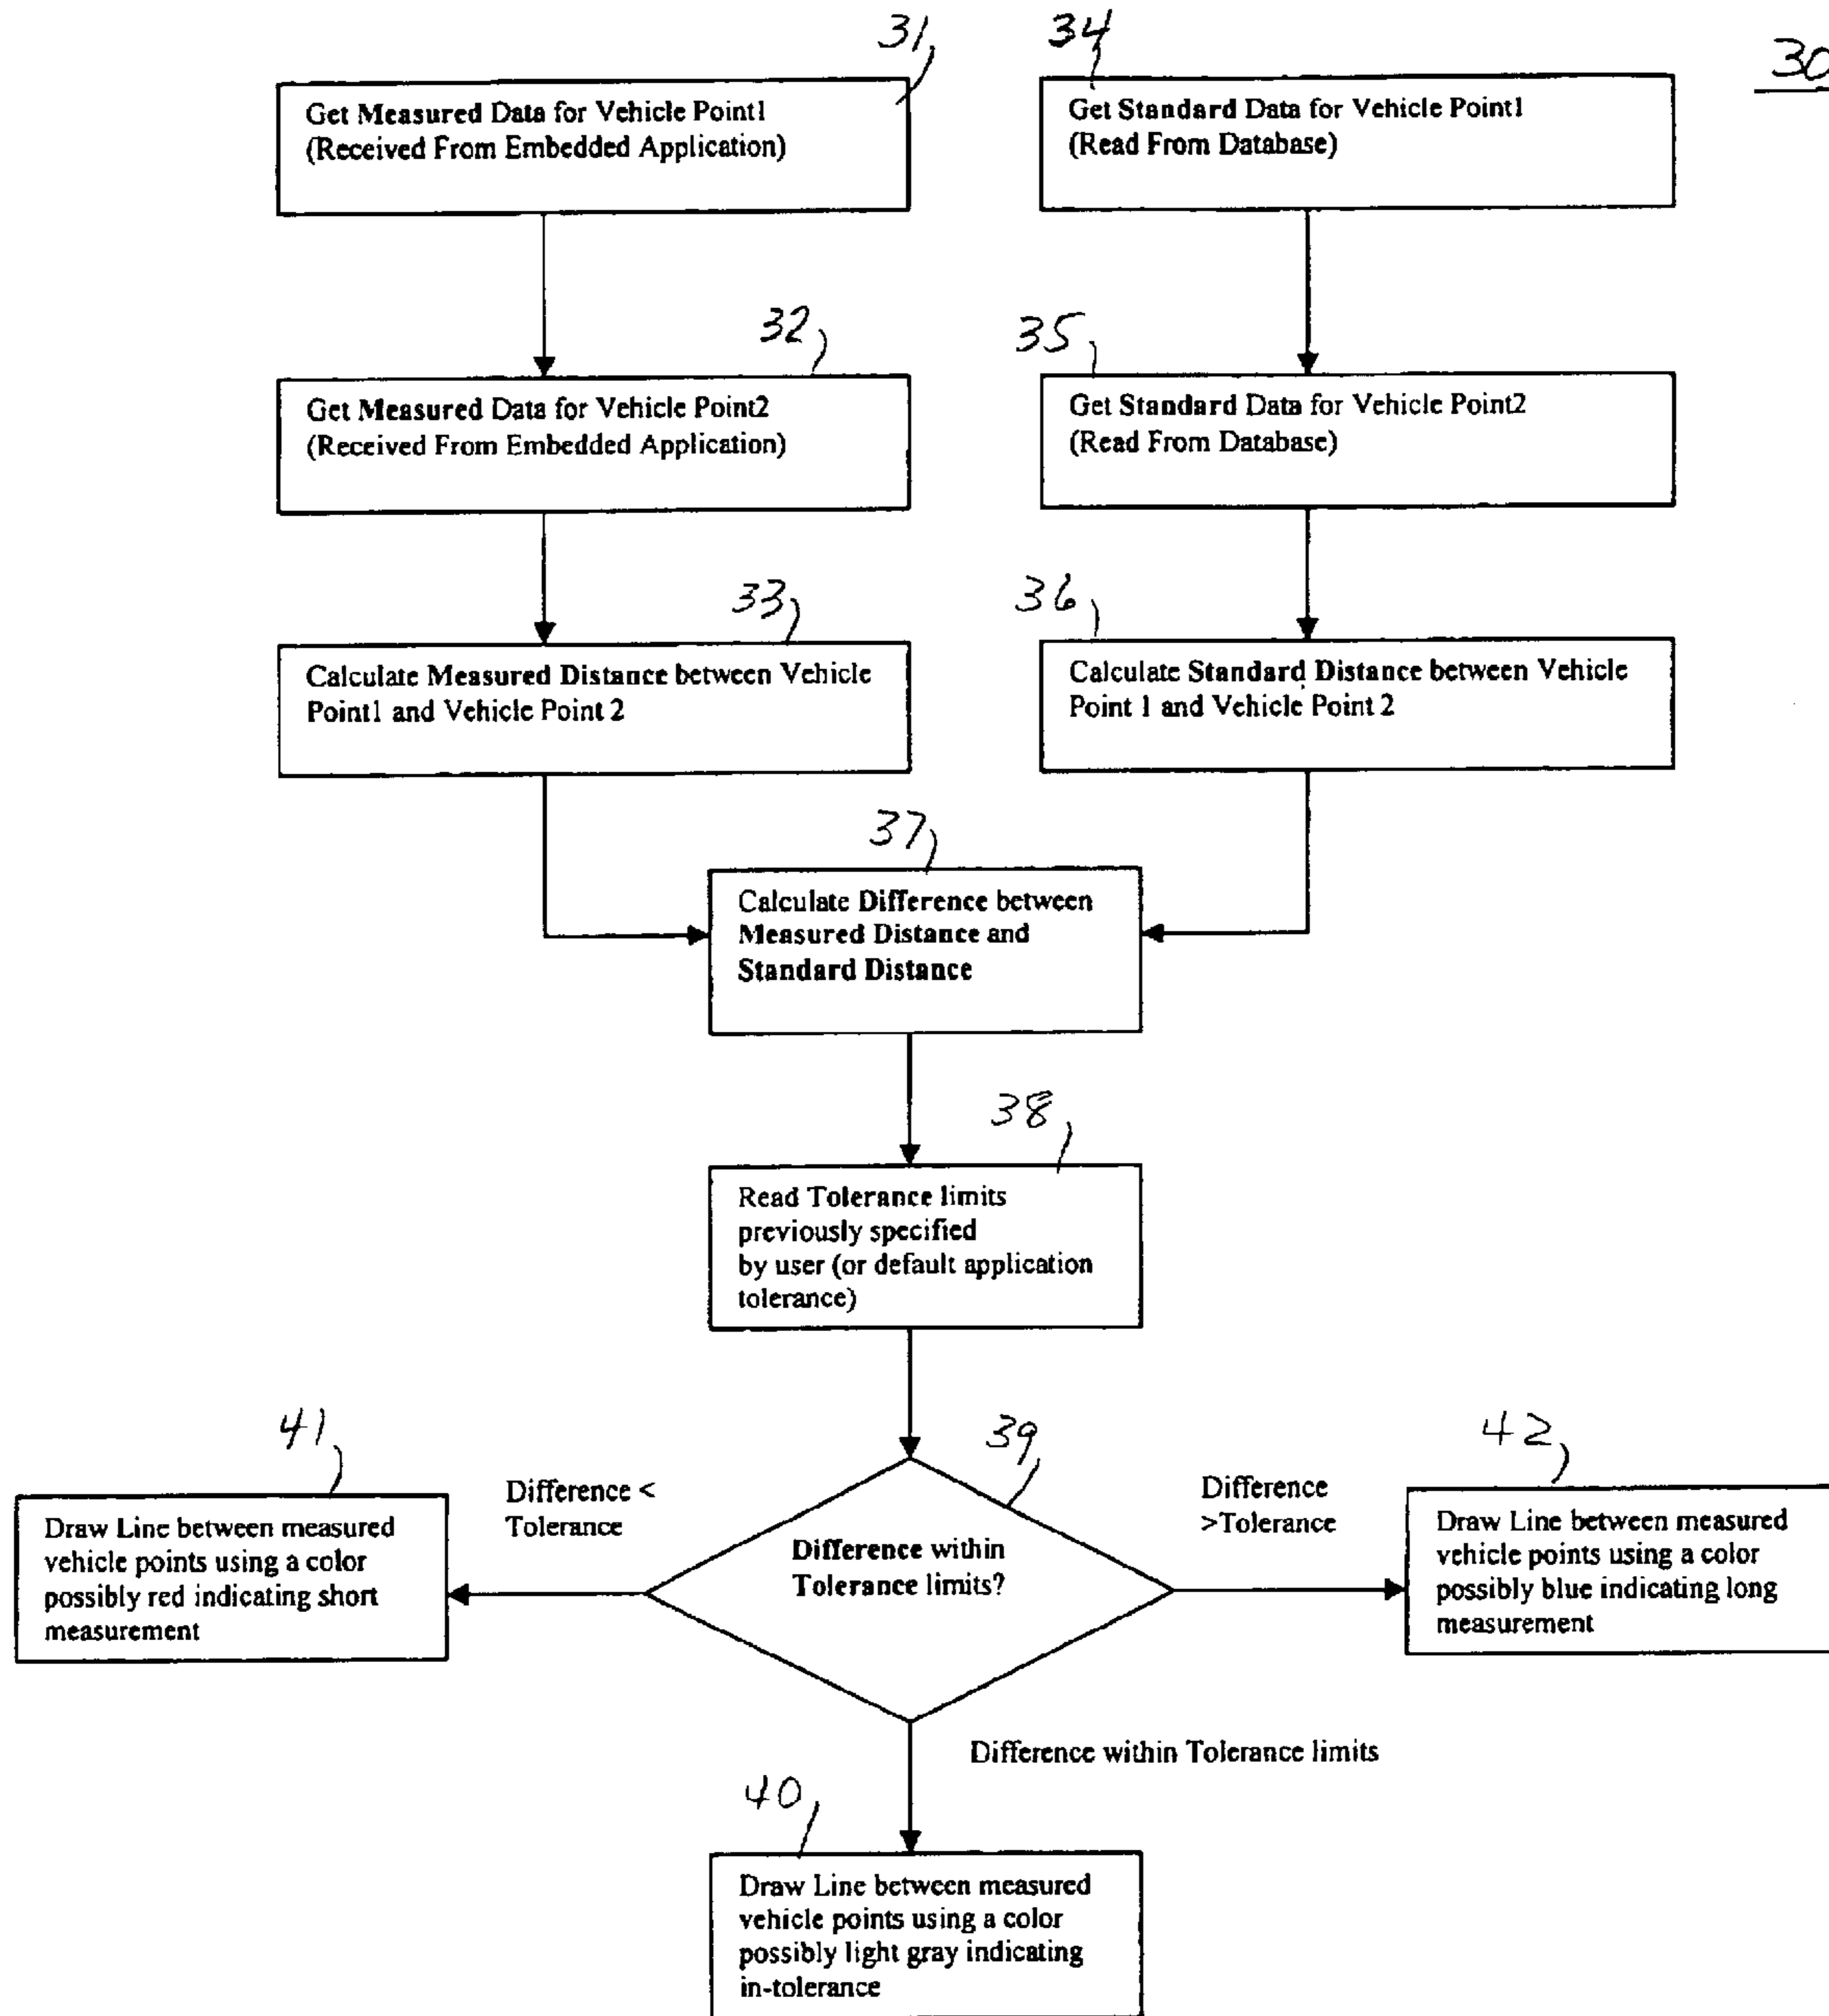 31
34
30
Get Measured Data for Vehicle Point1
(Received From Embedded Application)
Get Standard Data for Vehicle Point1
(Read From Database)
32
35
Get Measured Data for Vehicle Point2
(Received From Embedded Application)
Get Standard Data for Vehicle Point2
(Read From Database)
33
36
Calculate Measured Distance between Vehicle
Point1 and Vehicle Point 2
Calculate Standard Distance between Vehicle
Point 1 and Vehicle Point 2
37
Calculate Difference between
Measured Distance and
Standard Distance
38
Read Tolerance limits
previously specified
by user (or default application
tolerance)
39
Difference within
Tolerance limits?
41
Difference <
Tolerance
Draw Line between measured
vehicle points using a color
possibly red indicating short
measurement
42
Difference
>Tolerance
Draw Line between measured
vehicle points using a color
possibly blue indicating long
measurement
Difference within Tolerance limits
40
Draw Line between measured
vehicle points using a color
possibly light gray indicating
in-tolerance